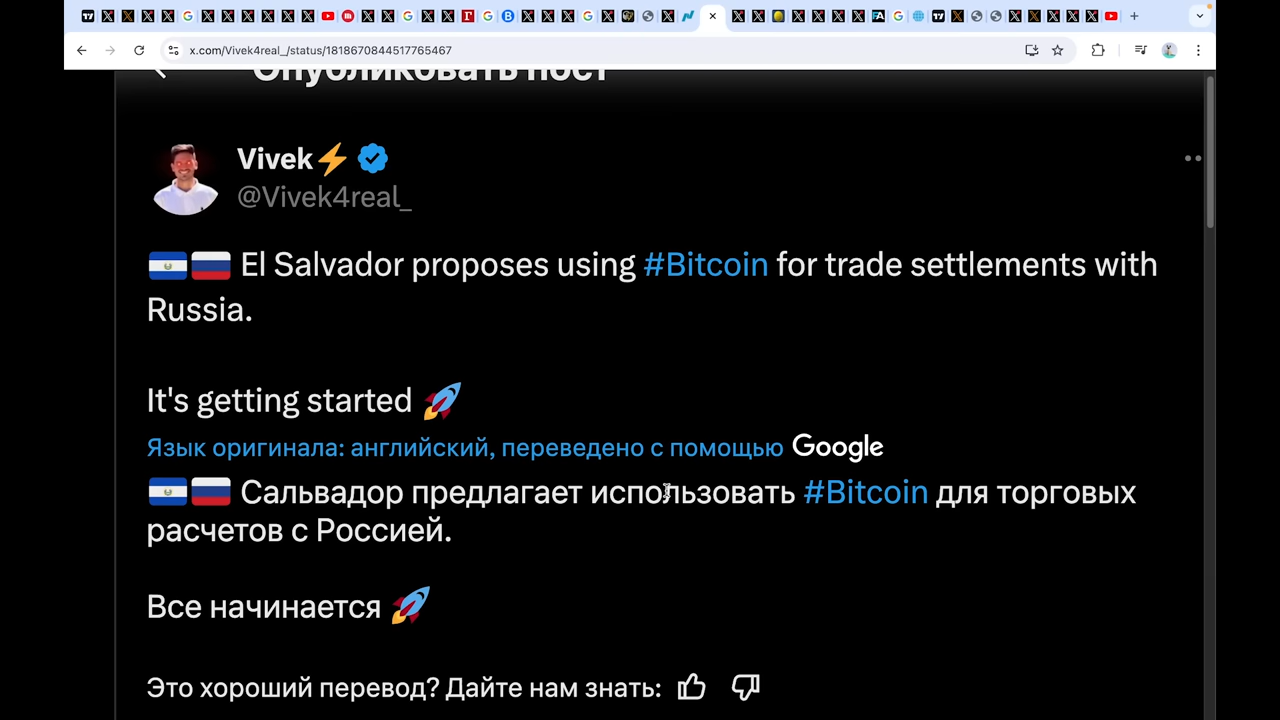 x.com/Vivek4real_/status/1818670844517765467
Опубликовать пост
Vivek⚡
@Vivek4real_
🇸🇻🇷🇺 El Salvador proposes using #Bitcoin for trade settlements with
Russia.
It's getting started 🚀
Язык оригинала: английский, переведено с помощью Google
🇸🇻🇷🇺 Сальвадор предлагает использовать #Bitcoin для торговых
расчетов с Россией.
Все начинается 🚀
Это хороший перевод? Дайте нам знать: